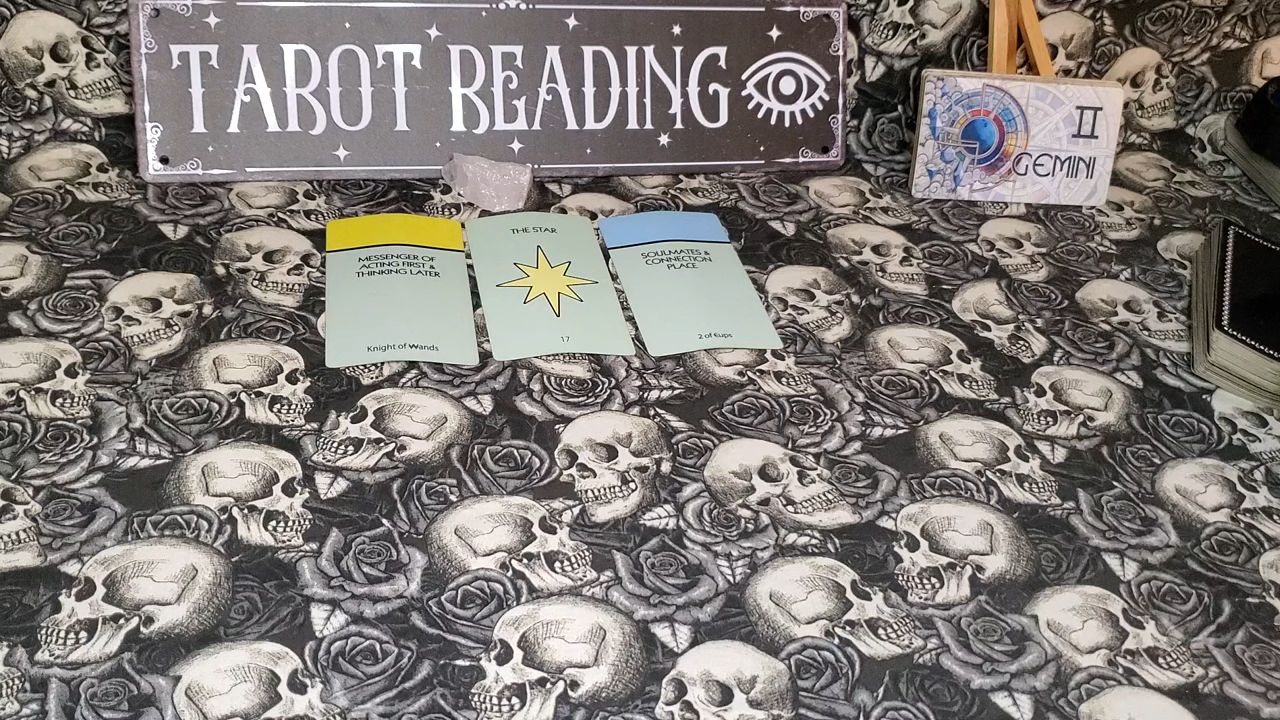 TAROT READING
II
GEMINI
MESSENGER OF
ACTING FIRST &
THINKING LATER
Knight of Wands
THE STAR
17
SOULMATES &
CONNECTION
PLACE
2 of Cups